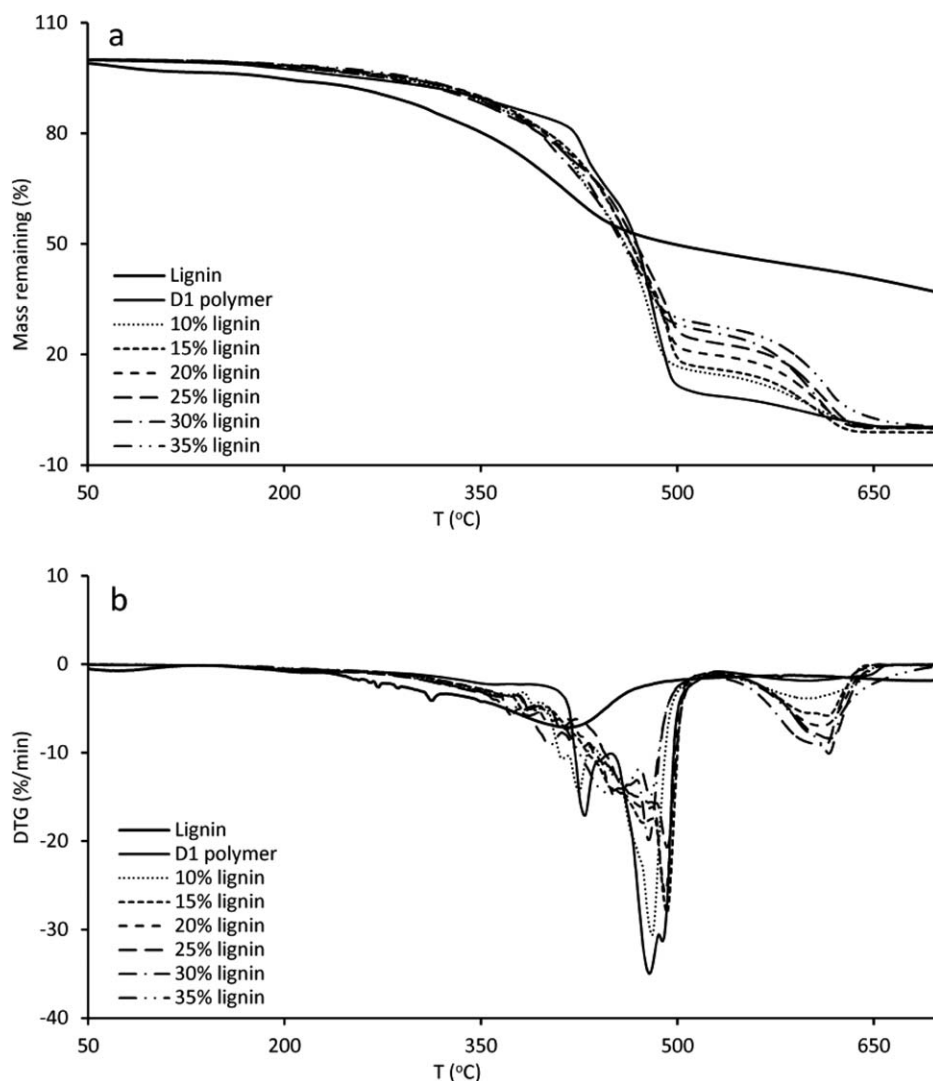 110
a
80
50
20
-10
Mass remaining (%)
Lignin
D1 polymer
10% lignin
15% lignin
20% lignin
25% lignin
30% lignin
35% lignin
50 200 350 500 650
T (°C)
10
b
0
-10
-20
-30
-40
DTG (%/min)
Lignin
D1 polymer
10% lignin
15% lignin
20% lignin
25% lignin
30% lignin
35% lignin
50 200 350 500 650
T (°C)